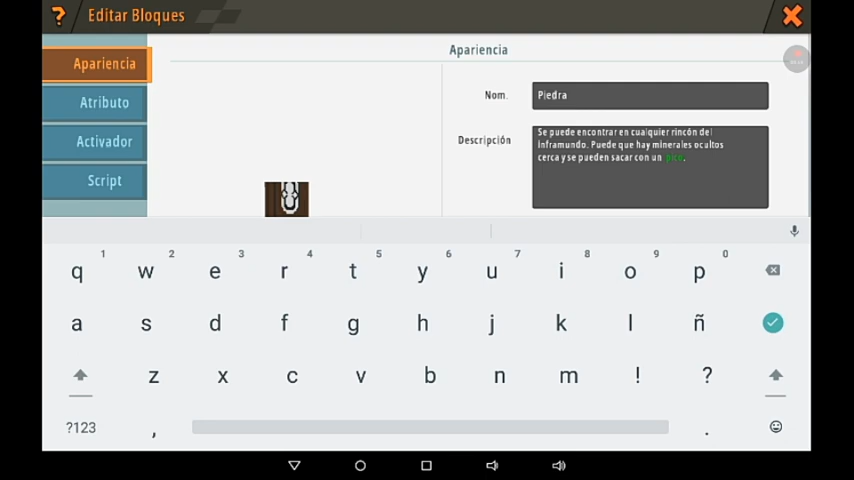 ? Editar Bloques
Apariencia
Atributo
Activador
Script
Apariencia
Nom.
Piedra
Descripción
Se puede encontrar en cualquier rincón del
inframundo. Puede que hay minerales ocultos
cerca y se pueden sacar con un pico.
1 2 3 4 5 6 7 8 9 0
q w e r t y u i o p
a s d f g h j k l ñ
z x c v b n m ! ?
?123 , .